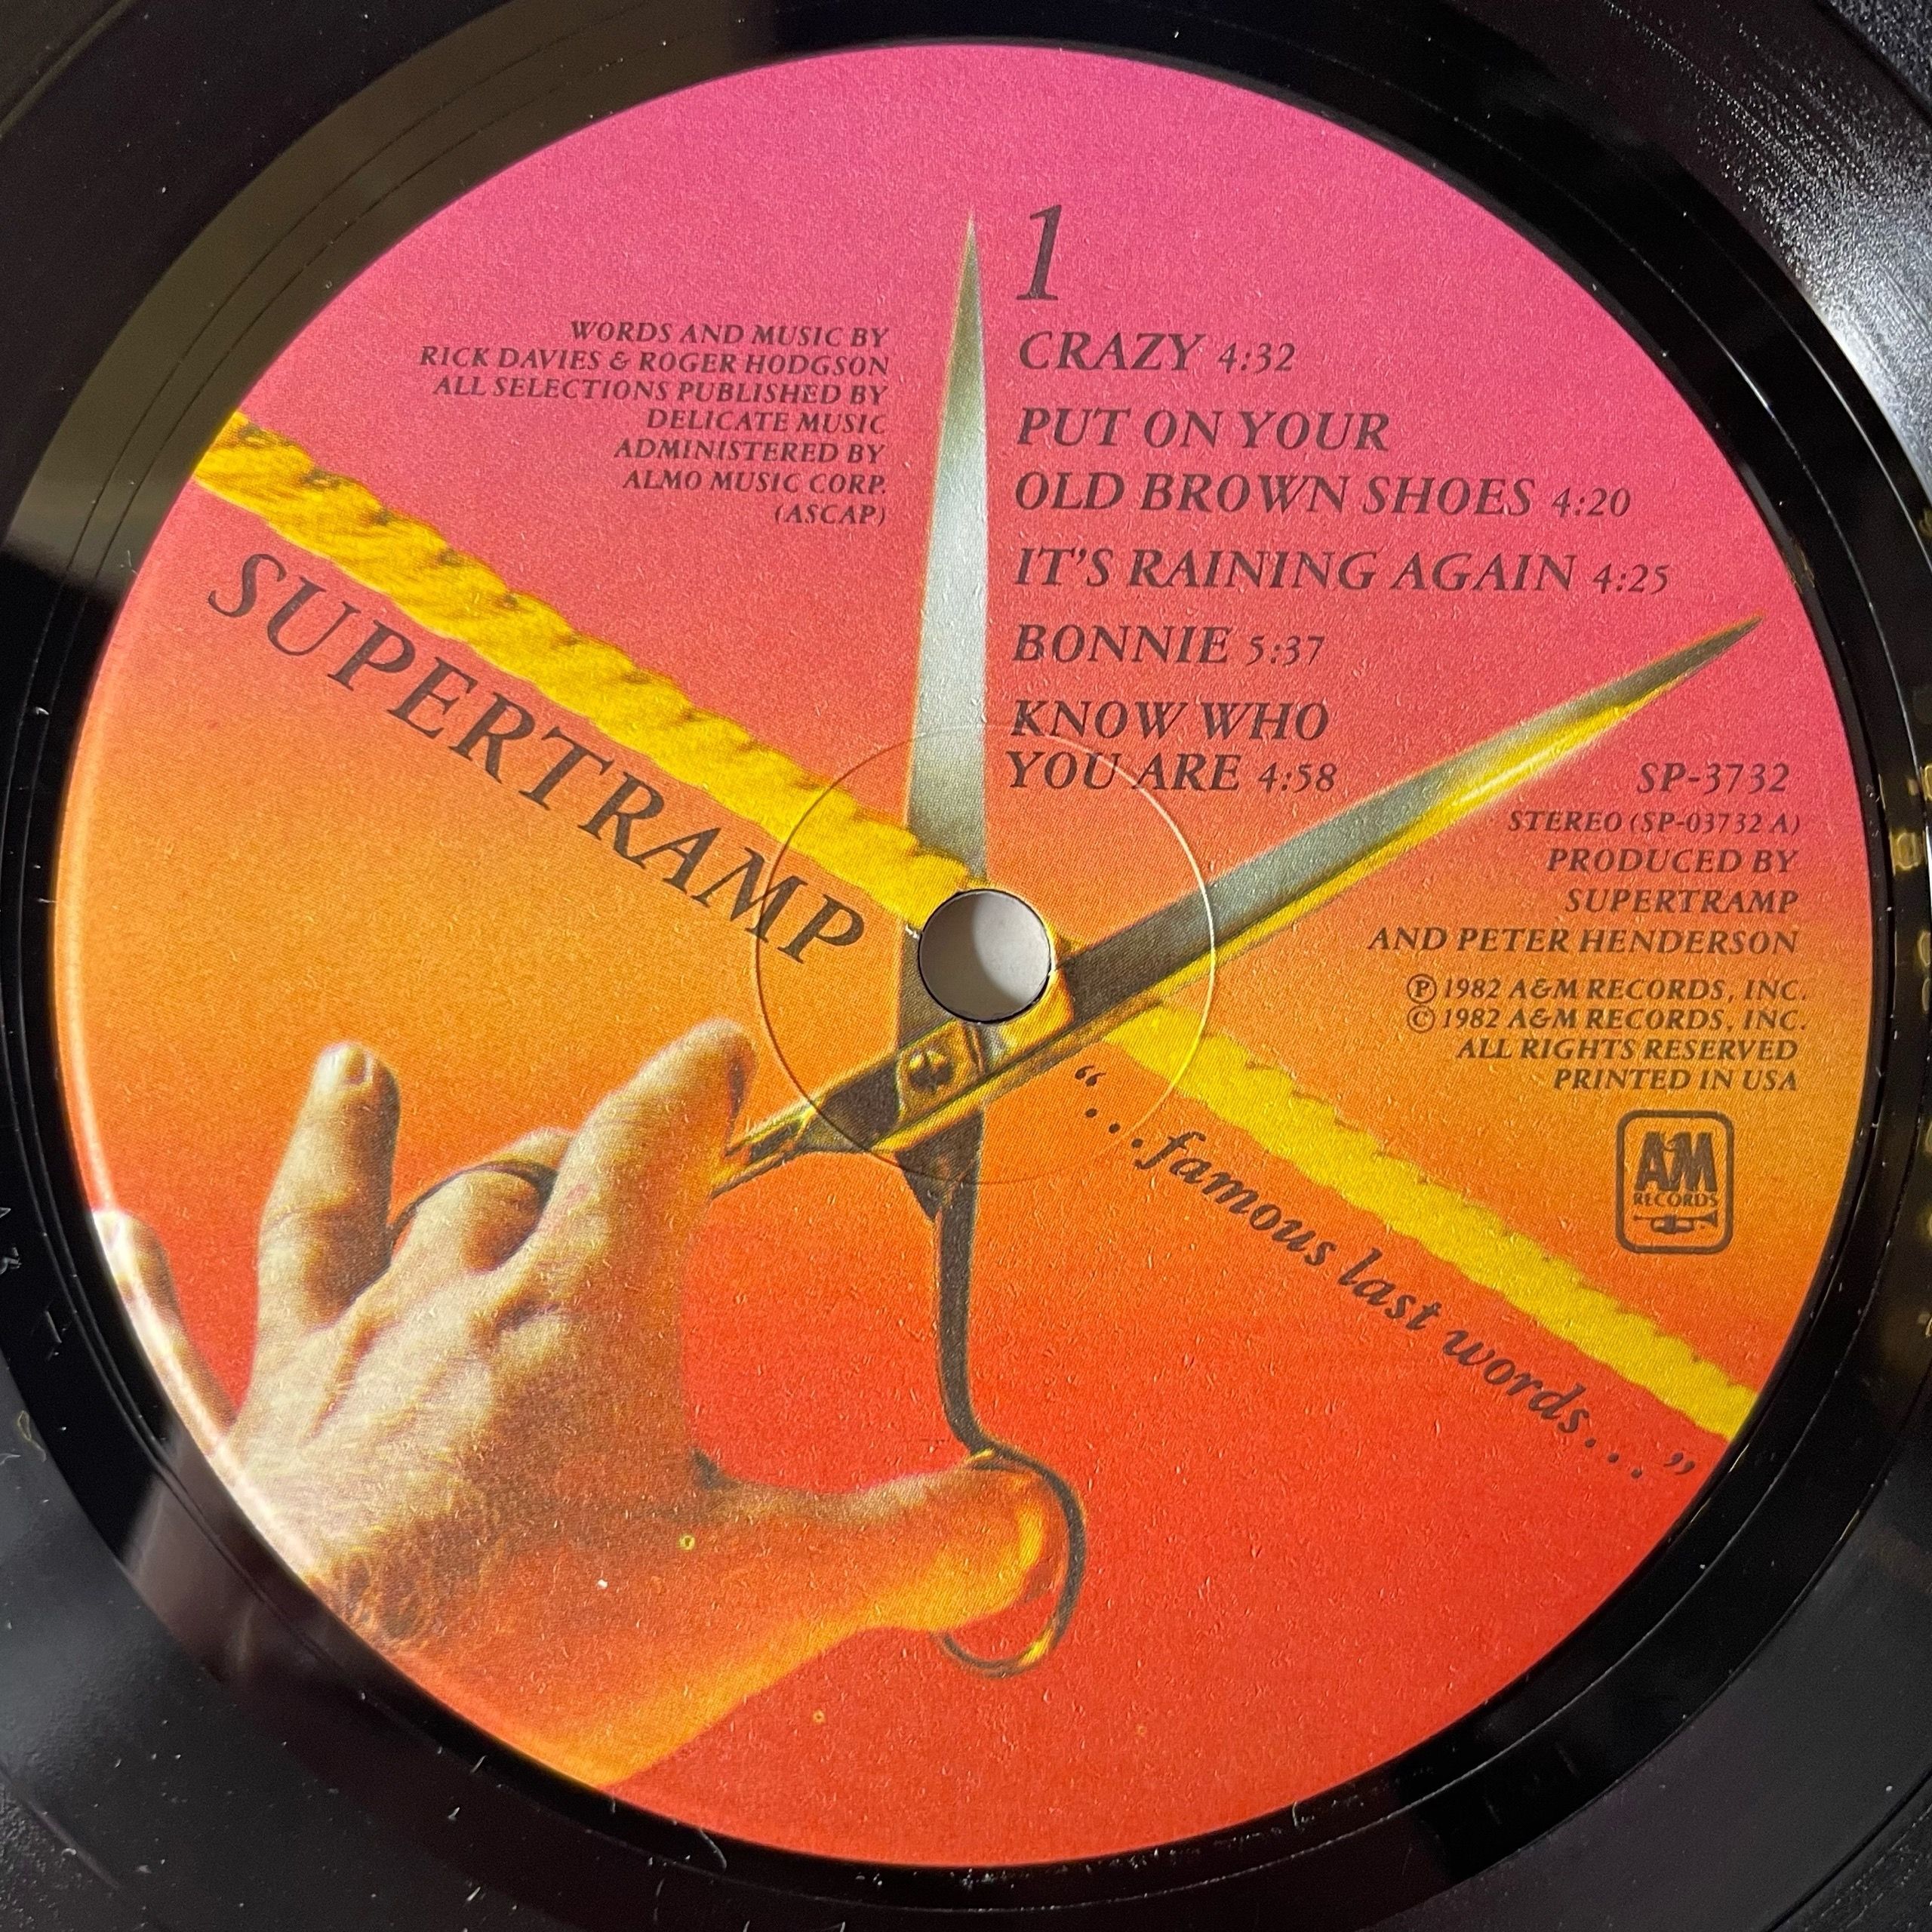 1
WORDS AND MUSIC BY
RICK DAVIES & ROGER HODGSON
ALL SELECTIONS PUBLISHED BY
DELICATE MUSIC
ADMINISTERED BY
ALMO MUSIC CORP.
(ASCAP)
CRAZY 4:32
PUT ON YOUR
OLD BROWN SHOES 4:20
IT'S RAINING AGAIN 4:25
BONNIE 5:37
KNOW WHO
YOU ARE 4:58
SUPERTRAMP
SP-3732
STEREO (SP-03732 A)
PRODUCED BY
SUPERTRAMP
AND PETER HENDERSON
℗ 1982 A&M RECORDS, INC.
© 1982 A&M RECORDS, INC.
ALL RIGHTS RESERVED
PRINTED IN USA
A&M
RECORDS
“...famous last words...”